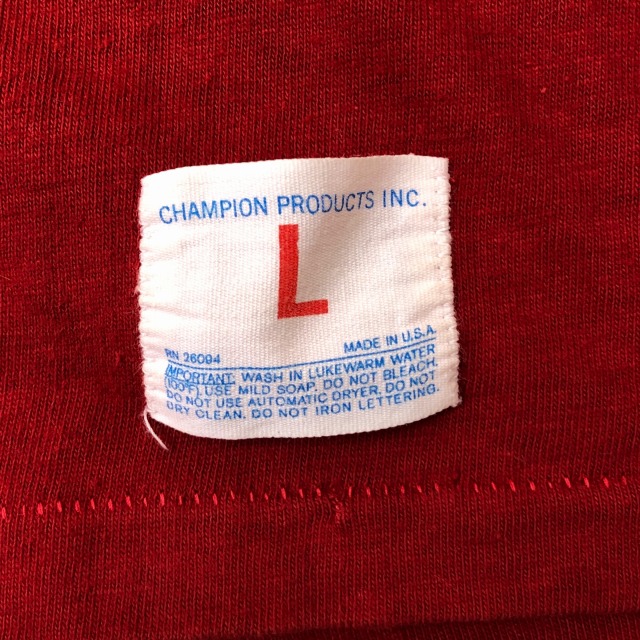 CHAMPION PRODUCTS INC.
L
RN 26094 MADE IN U.S.A
IMPORTANT: WASH IN LUKEWARM WATER
(100°F) USE MILD SOAP. DO NOT BLEACH.
DO NOT USE AUTOMATIC DRYER. DO NOT
DRY CLEAN. DO NOT IRON LETTERING.